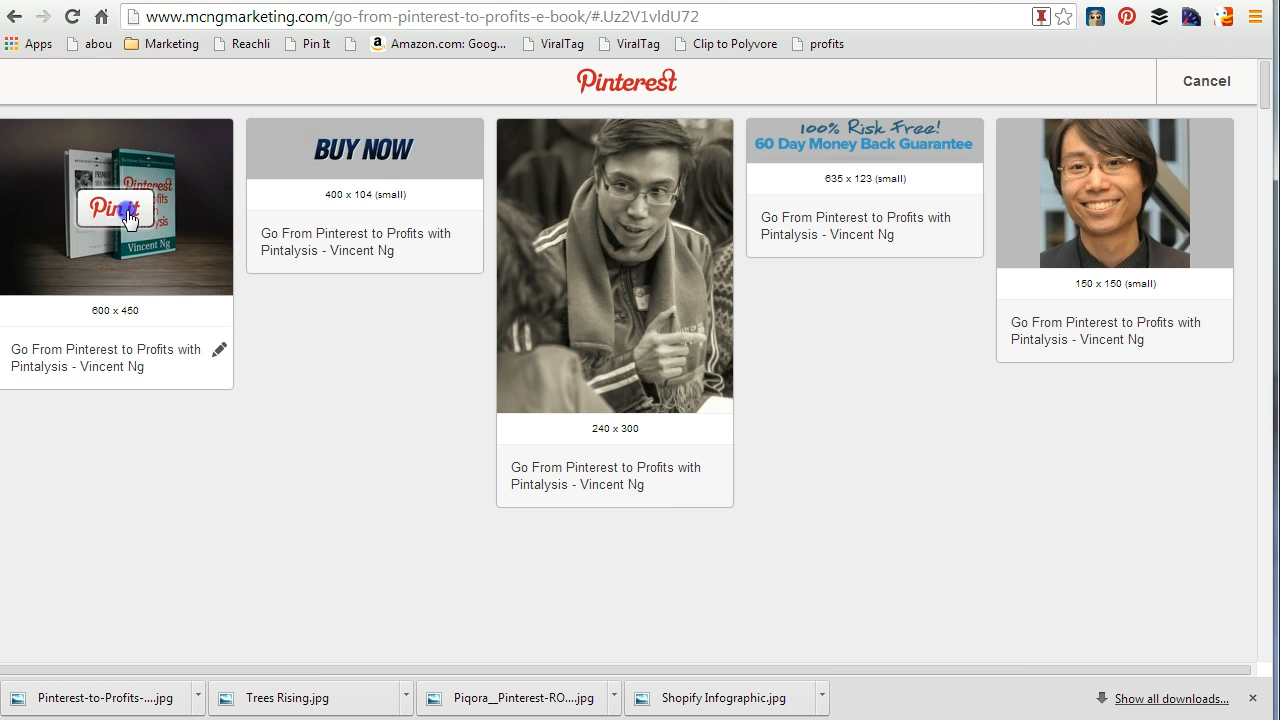 www.mcngmarketing.com/go-from-pinterest-to-profits-e-book/#.Uz2V1vldU72
Apps
abou
Marketing
Reachli
Pin It
Amazon.com: Goog...
ViralTag
ViralTag
Clip to Polyvore
profits
Pinterest
Cancel
Pinterest
Vincent Ng
Pin it
600 x 450
Go From Pinterest to Profits with
Pintalysis - Vincent Ng
BUY NOW
400 x 104 (small)
Go From Pinterest to Profits with
Pintalysis - Vincent Ng
240 x 300
Go From Pinterest to Profits with
Pintalysis - Vincent Ng
100% Risk Free!
60 Day Money Back Guarantee
635 x 123 (small)
Go From Pinterest to Profits with
Pintalysis - Vincent Ng
150 x 150 (small)
Go From Pinterest to Profits with
Pintalysis - Vincent Ng
Pinterest-to-Profits-....jpg
Trees Rising.jpg
Piqora__Pinterest-RO....jpg
Shopify Infographic.jpg
Show all downloads...